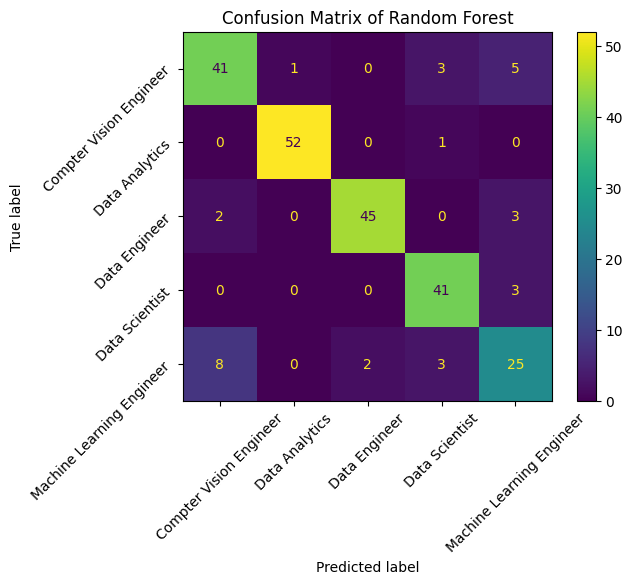 Confusion Matrix of Random Forest
True label
Compter Vision Engineer
41 1 0 3 5
Data Analytics
0 52 0 1 0
Data Engineer
2 0 45 0 3
Data Scientist
0 0 0 41 3
Machine Learning Engineer
8 0 2 3 25
Compter Vision Engineer
Data Analytics
Data Engineer
Data Scientist
Machine Learning Engineer
Predicted label
50
40
30
20
10
0